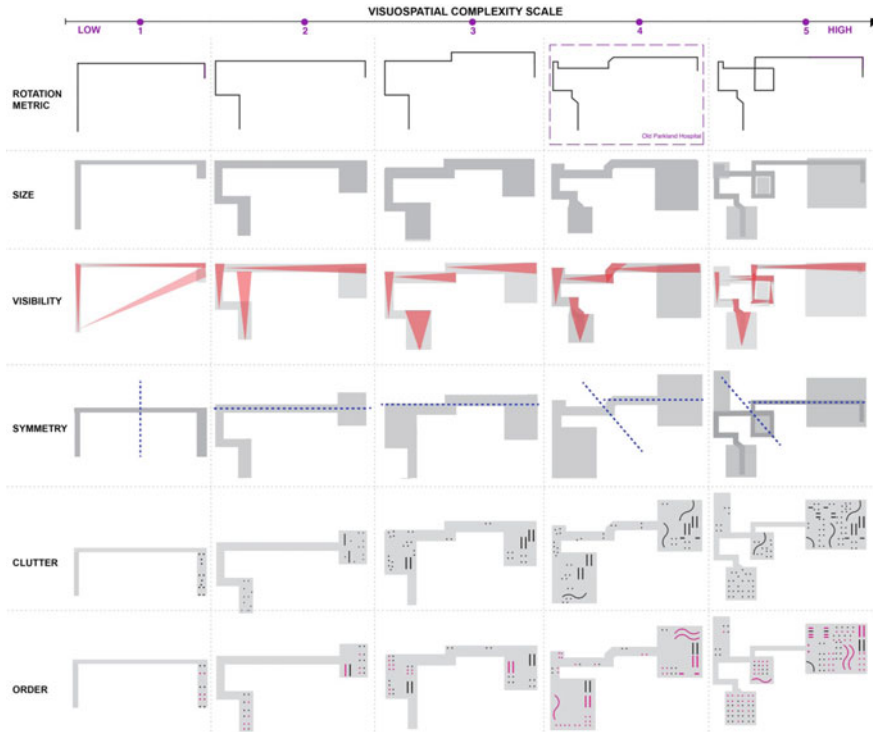 VISUOSPATIAL COMPLEXITY SCALE
LOW 1 2 3 4 5 HIGH
ROTATION
METRIC
Old Parkland Hospital
SIZE
VISIBILITY
SYMMETRY
CLUTTER
ORDER